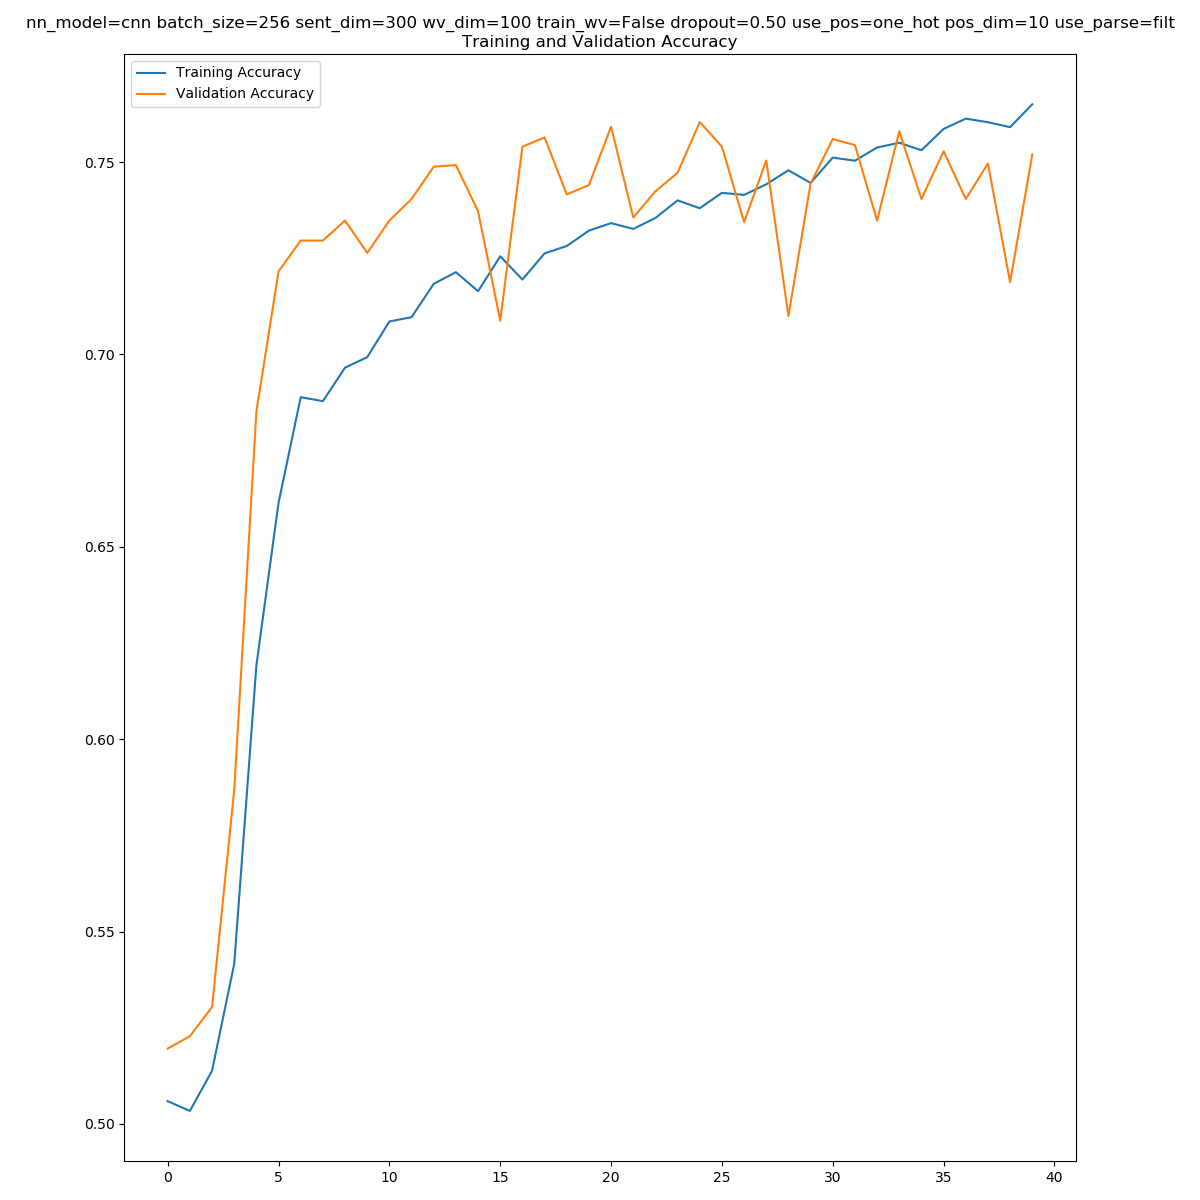 nn_model=cnn batch_size=256 sent_dim=300 wv_dim=100 train_wv=False dropout=0.50 use_pos=one_hot pos_dim=10 use_parse=filt
Training and Validation Accuracy
Training Accuracy
Validation Accuracy
0.75
0.70
0.65
0.60
0.55
0.50
0 5 10 15 20 25 30 35 40